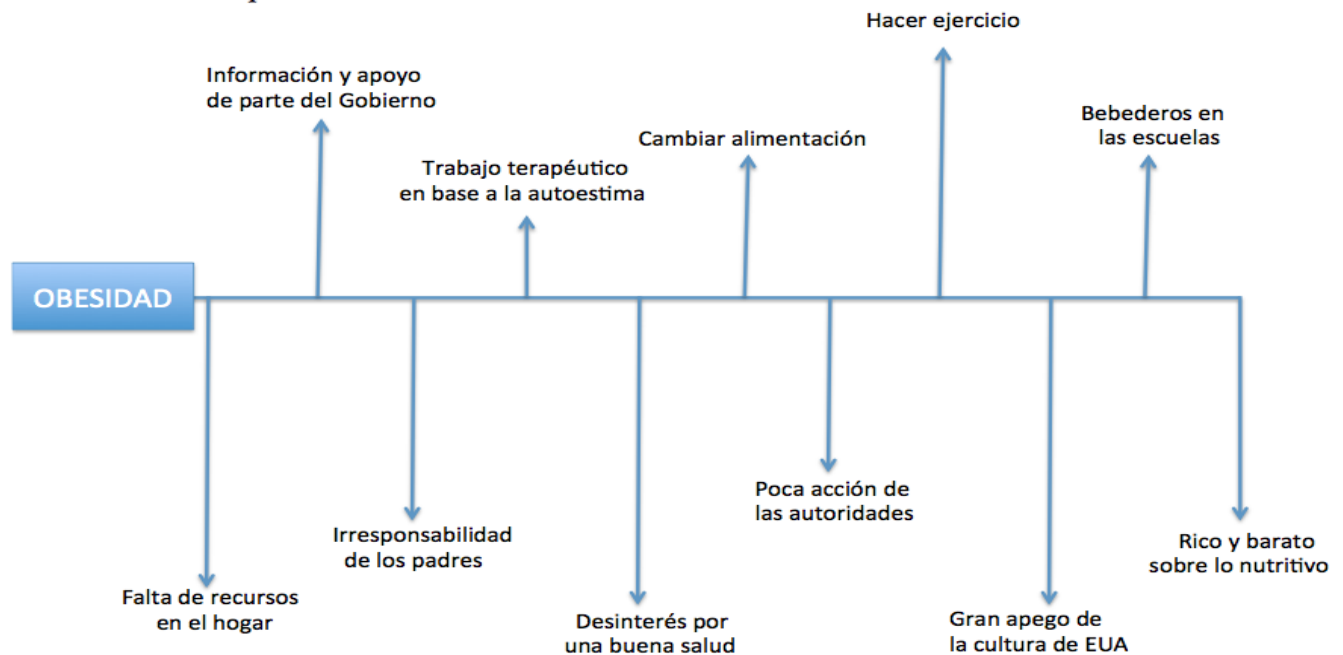 Hacer ejercicio
Información y apoyo
de parte del Gobierno
Bebederos en
las escuelas
Cambiar alimentación
Trabajo terapéutico
en base a la autoestima
OBESIDAD
Poca acción de
las autoridades
Irresponsabilidad
de los padres
Rico y barato
sobre lo nutritivo
Falta de recursos
en el hogar
Desinterés por
una buena salud
Gran apego de
la cultura de EUA